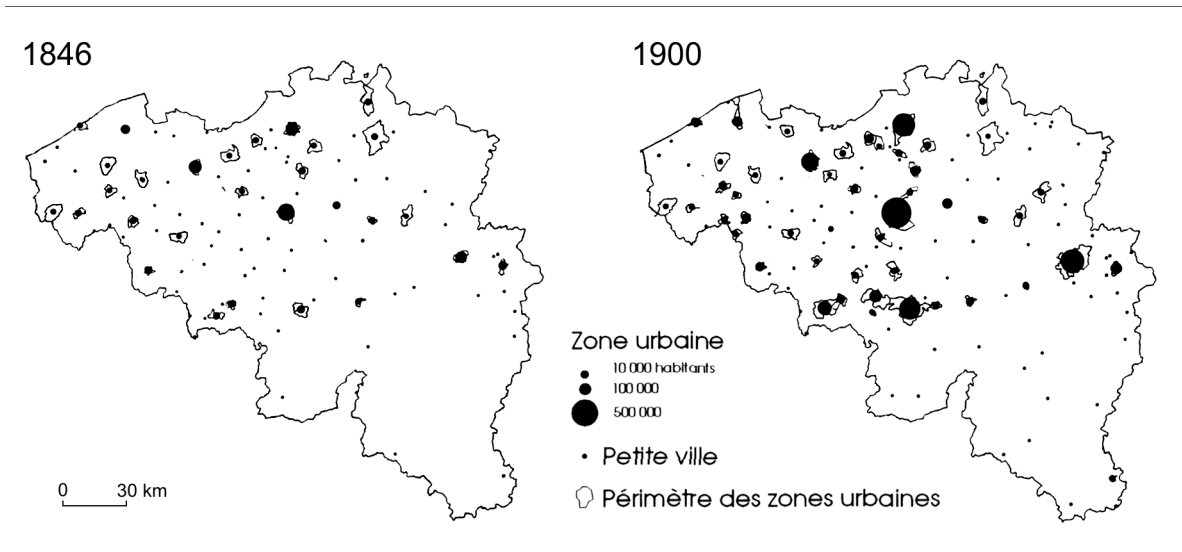 1846
1900
Zone urbaine
10 000 habitants
100 000
500 000
Petite ville
Périmètre des zones urbaines
0 30 km